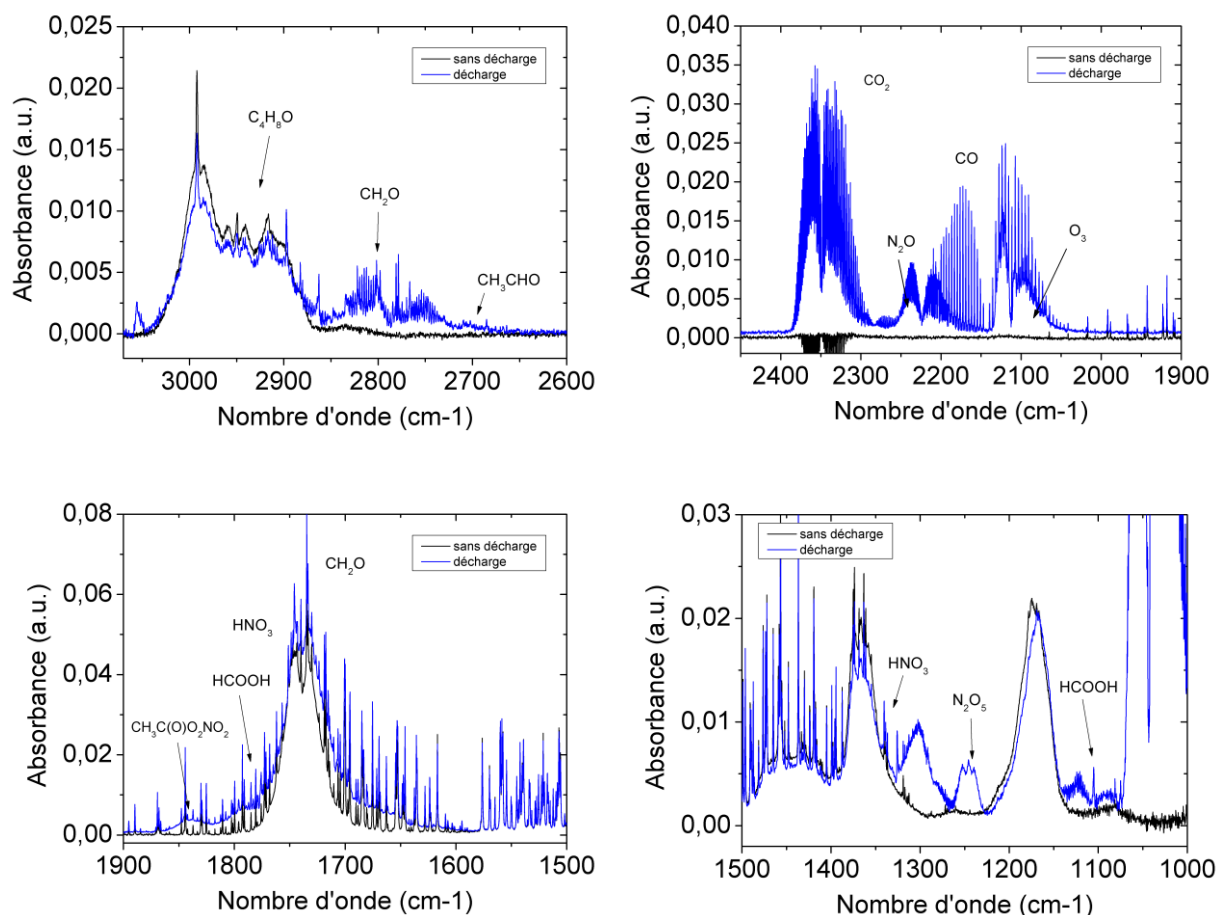 0,025
0,020
0,015
0,010
0,005
0,000
Absorbance (a.u.)
sans décharge
décharge
C₄H₈O
CH₂O
CH₃CHO
3000 2900 2800 2700 2600
Nombre d'onde (cm-1)
0,040
0,035
0,030
0,025
0,020
0,015
0,010
0,005
0,000
Absorbance (a.u.)
sans décharge
décharge
CO₂
CO
N₂O
O₃
2400 2300 2200 2100 2000 1900
Nombre d'onde (cm-1)
0,08
0,06
0,04
0,02
0,00
Absorbance (a.u.)
sans décharge
décharge
CH₂O
HNO₃
HCOOH
CH₃C(O)O₂NO₂
1900 1800 1700 1600 1500
Nombre d'onde (cm-1)
0,03
0,02
0,01
0,00
Absorbance (a.u.)
sans décharge
décharge
HNO₃
N₂O₅
HCOOH
1500 1400 1300 1200 1100 1000
Nombre d'onde (cm-1)